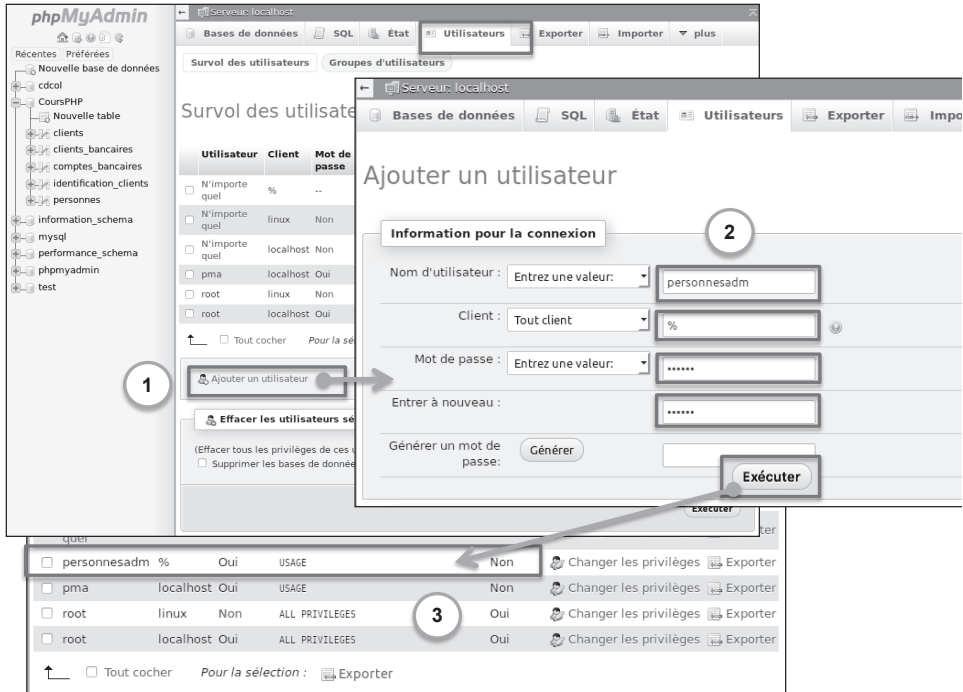 phpMyAdmin
Récentes Préférées
Nouvelle base de données
cdcol
CoursPHP
Nouvelle table
clients
clients_bancaires
comptes_bancaires
identification_clients
personnes
information_schema
mysql
performance_schema
phpmyadmin
test
Serveur: localhost
Bases de données SQL État Utilisateurs Exporter Importer plus
Survol des utilisateurs Groupes d'utilisateurs
Survol des utilisate
Utilisateur Client Mot de passe
N'importe quel % --
N'importe quel linux Non
N'importe quel localhost Non
pma localhost Oui
root linux Non
root localhost Oui
Tout cocher Pour la sé
1
Ajouter un utilisateur
Effacer les utilisateurs sé
(Effacer tous les privilèges de ces u
Supprimer les bases de donnée
Exécuter
Serveur: localhost
Bases de données SQL État Utilisateurs Exporter Impo
Ajouter un utilisateur
Information pour la connexion
2
Nom d'utilisateur : Entrez une valeur: personnesadm
Client : Tout client %
Mot de passe : Entrez une valeur: ••••••
Entrer à nouveau : ••••••
Générer un mot de passe: Générer
Exécuter
quel ter
personnesadm % Oui USAGE Non Changer les privilèges Exporter
pma localhost Oui USAGE Non Changer les privilèges Exporter
root linux Non ALL PRIVILEGES Oui Changer les privilèges Exporter
3
root localhost Oui ALL PRIVILEGES Oui Changer les privilèges Exporter
Tout cocher Pour la sélection : Exporter